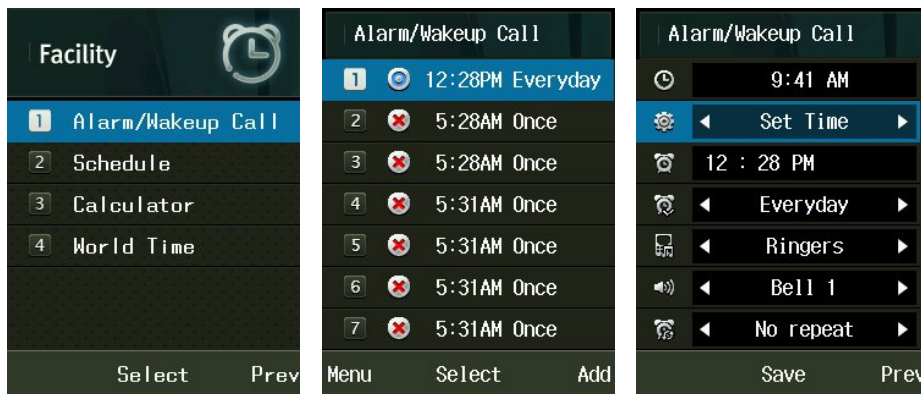 Facility
1 Alarm/Wakeup Call
2 Schedule
3 Calculator
4 World Time
Select Prev
Alarm/Wakeup Call
1 12:28PM Everyday
2 5:28AM Once
3 5:28AM Once
4 5:31AM Once
5 5:31AM Once
6 5:31AM Once
7 5:31AM Once
Menu Select Add
Alarm/Wakeup Call
9:41 AM
Set Time
12 : 28 PM
Everyday
Ringers
Bell 1
No repeat
Save Prev